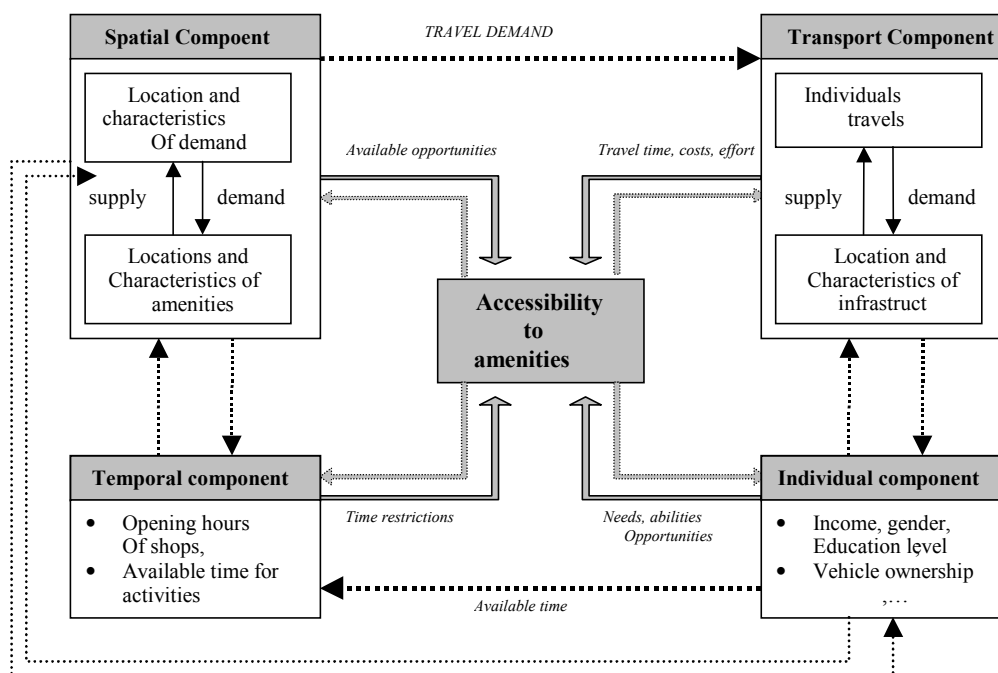 Spatial Compoent
TRAVEL DEMAND
Transport Component
Location and
characteristics
Of demand
supply
demand
Locations and
Characteristics of
amenities
Available opportunities
Travel time, costs, effort
Individuals
travels
supply
demand
Location and
Characteristics of
infrastruct
Accessibility
to
amenities
Temporal component
• Opening hours
Of shops,
• Available time for
activities
Time restrictions
Needs, abilities
Opportunities
Available time
Individual component
• Income, gender,
Education level,
• Vehicle ownership
,…